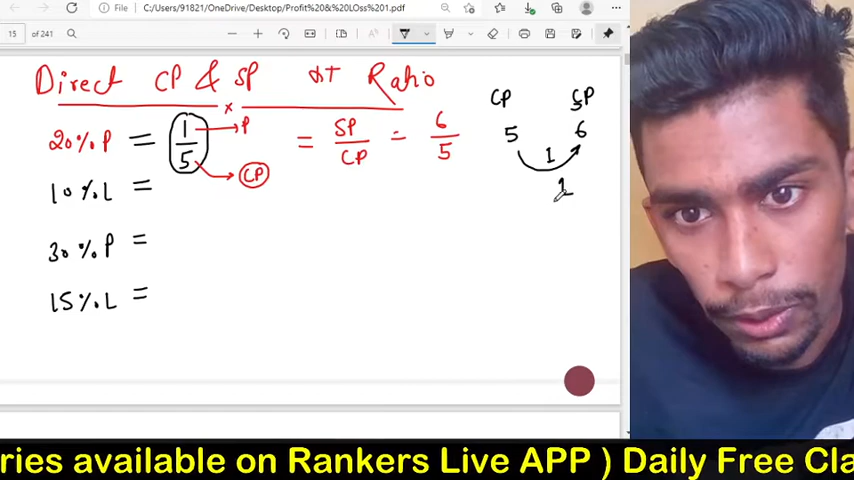 File | C:/Users/91821/OneDrive/Desktop/Profit%20&%20LOss%201.pdf
15 of 241
Direct CP & SP Ratio
20% P = 1/5 → P → CP = SP/CP = 6/5
CP SP
5 6
1
1
10% L =
30% P =
15% L =
ries available on Rankers Live APP ) Daily Free Cla